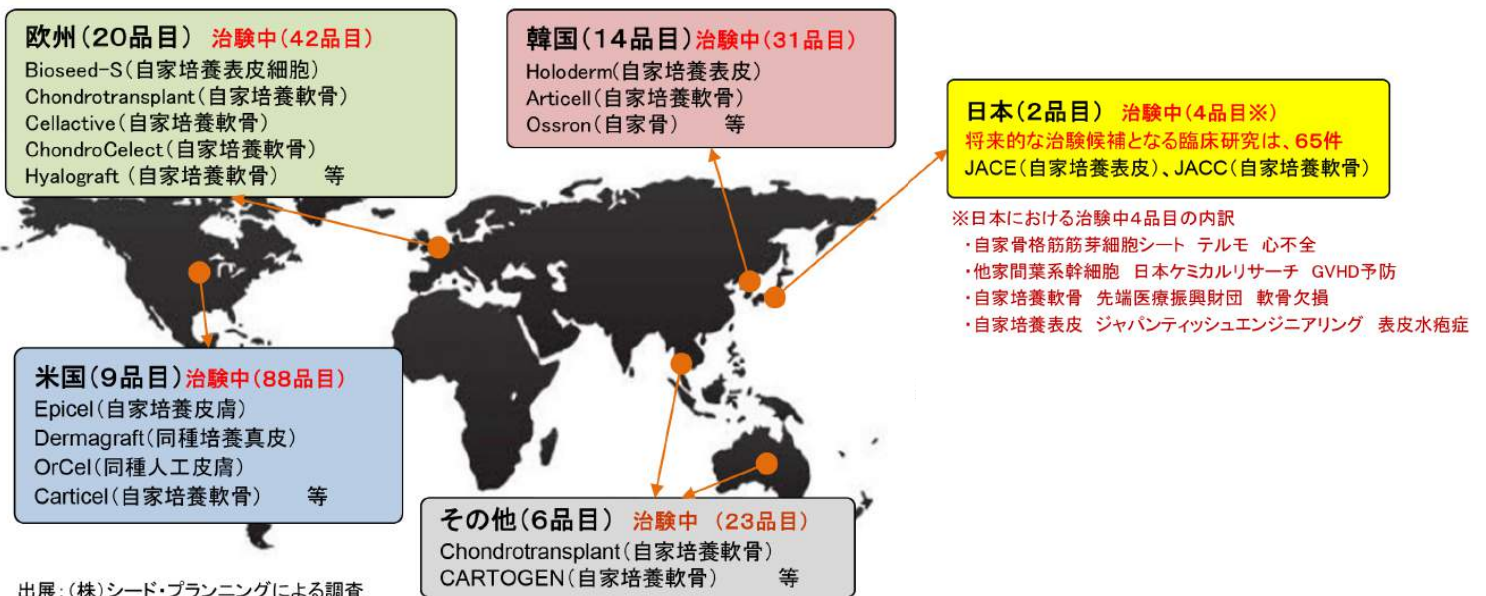 欧州(20品目) 治験中(42品目)
Bioseed-S(自家培養表皮細胞)
Chondrotransplant(自家培養軟骨)
Cellactive(自家培養軟骨)
ChondroCelect(自家培養軟骨)
Hyalograft (自家培養軟骨) 等
韓国(14品目)治験中(31品目)
Holoderm(自家培養表皮)
Articell(自家培養軟骨)
Ossron(自家骨) 等
日本(2品目) 治験中(4品目※)
将来的な治験候補となる臨床研究は、65件
JACE(自家培養表皮)、JACC(自家培養軟骨)
※日本における治験中4品目の内訳
・自家骨格筋筋芽細胞シート テルモ 心不全
・他家間葉系幹細胞 日本ケミカルリサーチ GVHD予防
・自家培養軟骨 先端医療振興財団 軟骨欠損
・自家培養表皮 ジャパンティッシュエンジニアリング 表皮水疱症
米国(9品目)治験中(88品目)
Epicel(自家培養皮膚)
Dermagraft(同種培養真皮)
OrCel(同種人工皮膚)
Carticel(自家培養軟骨) 等
その他(6品目) 治験中 (23品目)
Chondrotransplant(自家培養軟骨)
CARTOGEN(自家培養軟骨) 等
出展:(株)シード・プランニングによる調査